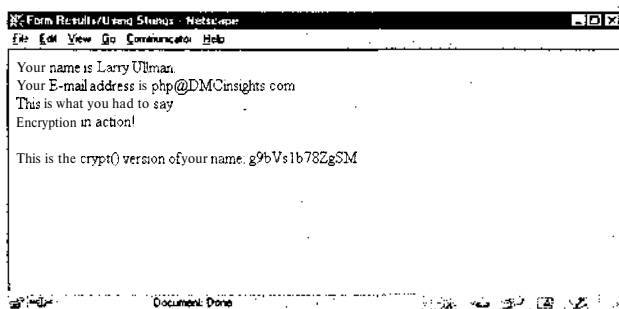 Form Results/Using Strings - Netscape
File Edit View Go Communicator Help
Your name is Larry Ullman.
Your E-mail address is php@DMCinsights com
This is what you had to say
Encryption in action!
This is the crypt() version of your name: g9bVs1b78ZgSM
Document: Done